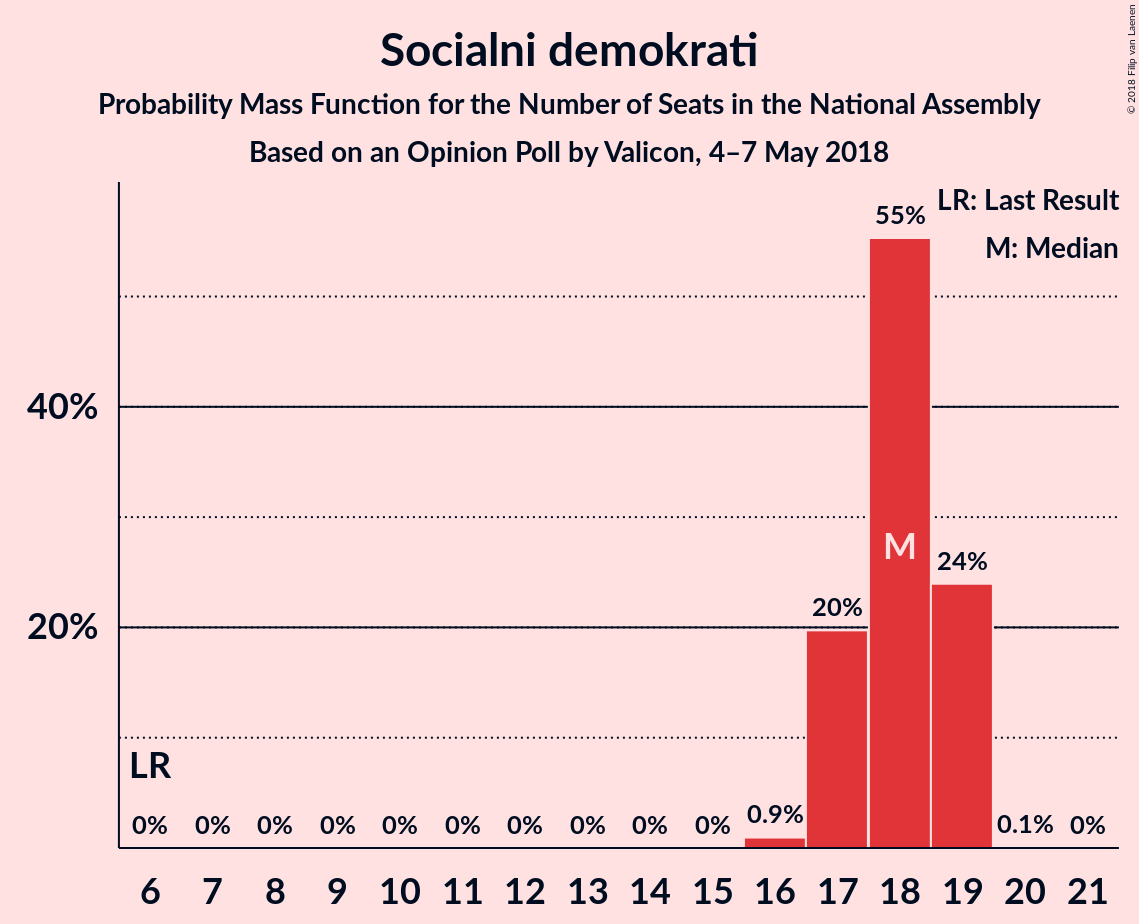 Socialni demokrati
Probability Mass Function for the Number of Seats in the National Assembly
Based on an Opinion Poll by Valicon, 4–7 May 2018
© 2018 Filip van Laenen
LR: Last Result
M: Median
55%
40%
M
24%
20%
20%
LR
0% 0% 0% 0% 0% 0% 0% 0% 0% 0% 0.9% 0.1% 0%
6 7 8 9 10 11 12 13 14 15 16 17 18 19 20 21